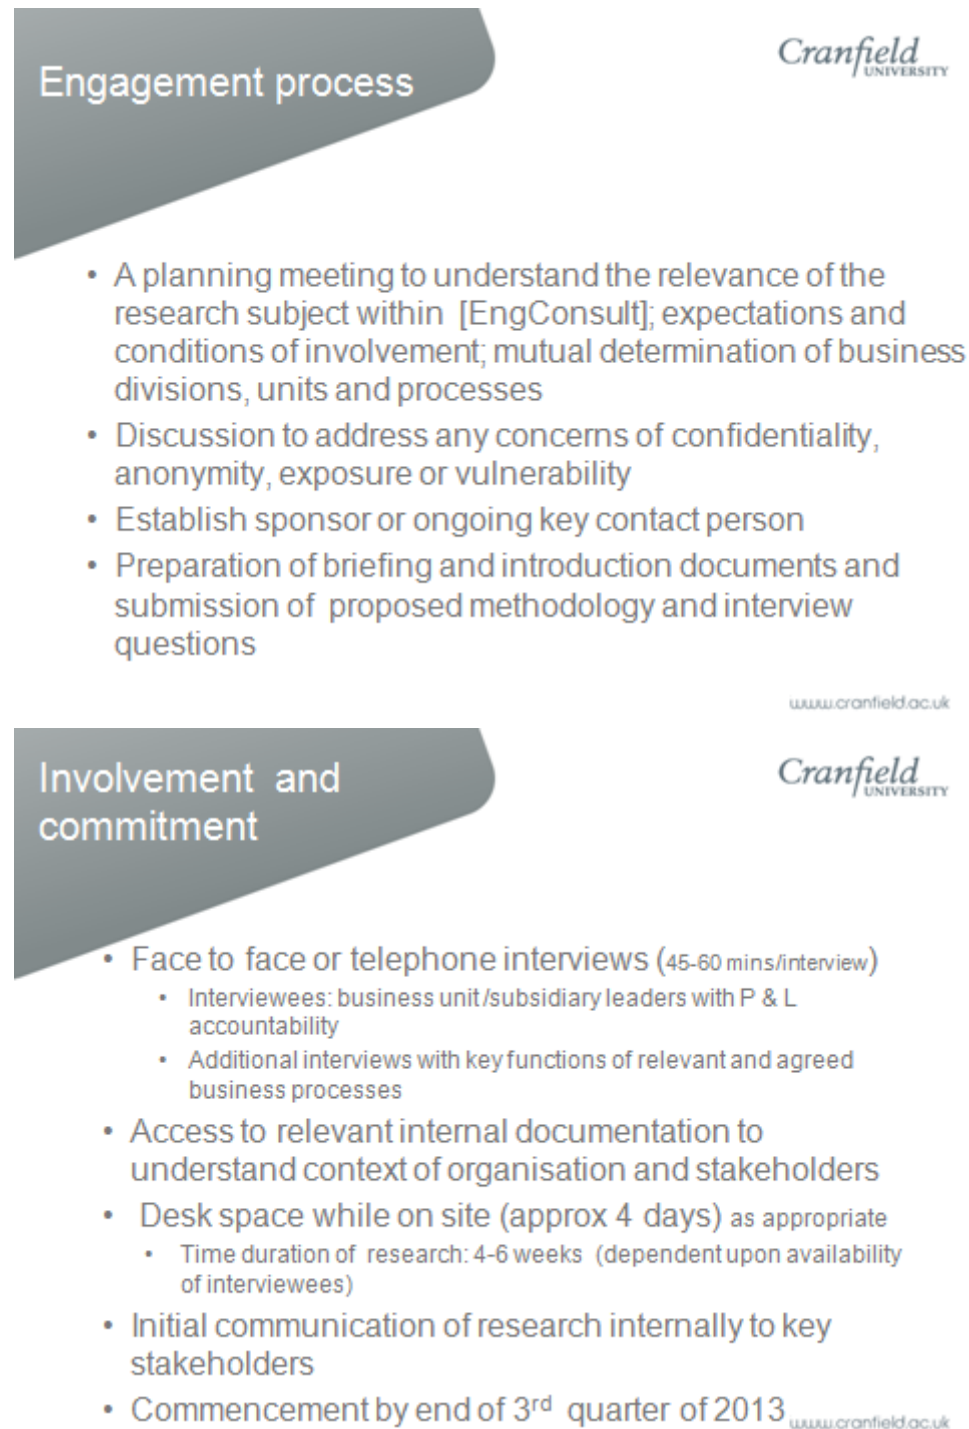 Engagement process
Cranfield
UNIVERSITY
• A planning meeting to understand the relevance of the
research subject within [EngConsult]; expectations and
conditions of involvement; mutual determination of business
divisions, units and processes
• Discussion to address any concerns of confidentiality,
anonymity, exposure or vulnerability
• Establish sponsor or ongoing key contact person
• Preparation of briefing and introduction documents and
submission of proposed methodology and interview
questions
www.cranfield.ac.uk
Involvement and
commitment
Cranfield
UNIVERSITY
• Face to face or telephone interviews (45-60 mins/interview)
• Interviewees: business unit/subsidiary leaders with P & L
accountability
• Additional interviews with key functions of relevant and agreed
business processes
• Access to relevant internal documentation to
understand context of organisation and stakeholders
• Desk space while on site (approx 4 days) as appropriate
• Time duration of research: 4-6 weeks (dependent upon availability
of interviewees)
• Initial communication of research internally to key
stakeholders
• Commencement by end of 3rd quarter of 2013
www.cranfield.ac.uk